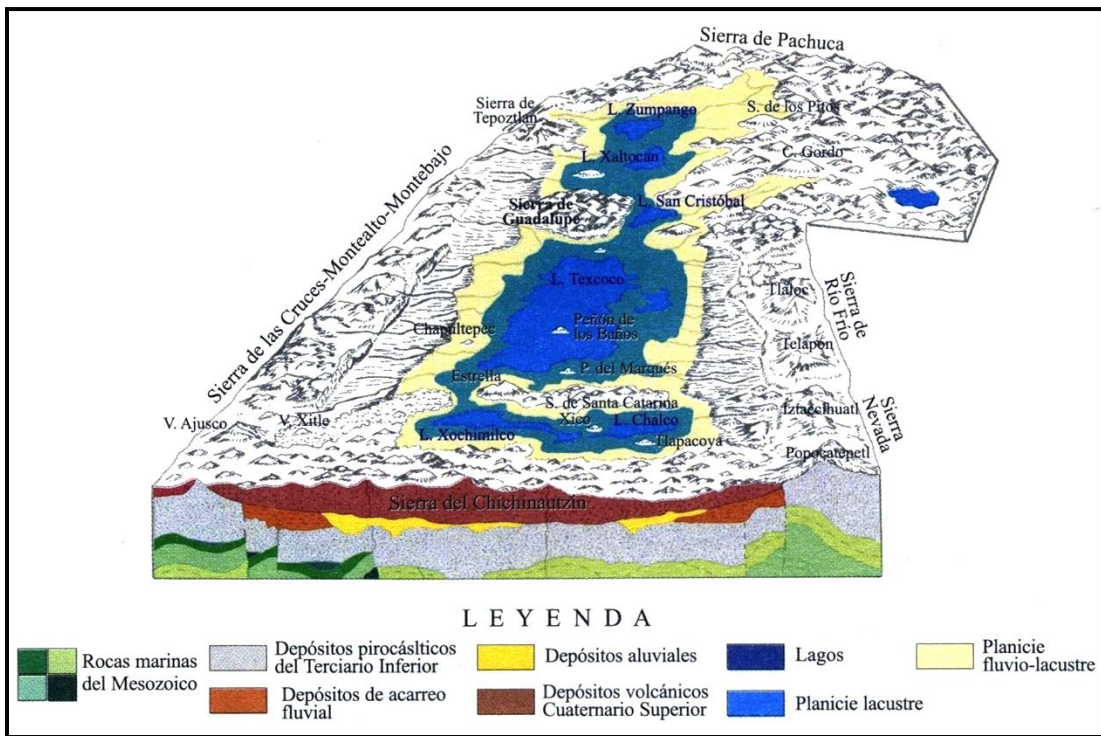 Sierra de Pachuca
Sierra de
Tepoztlan
L. Zumpango
S. de los Pitos
L. Xaltocan
C. Gordo
Sierra de
Guadalupe
L. San Cristóbal
Sierra de las Cruces-Montealto-Montebajo
L. Texcoco
Tlaloc
Sierra de
Río Frío
Chapultepec
Peñón de
los Baños
Telapón
Estrella
P. del Marqués
S. de Santa Catarina
Iztaccíhuatl
Sierra
Nevada
V. Ajusco
V. Xitle
Xico
L. Chalco
L. Xochimilco
Tlapacoya
Popocatepetl
Sierra del Chichinautzin
LEYENDA
Rocas marinas
del Mesozoico
Depósitos pirocáslticos
del Terciario Inferior
Depósitos de acarreo
fluvial
Depósitos aluviales
Depósitos volcánicos
Cuaternario Superior
Lagos
Planicie lacustre
Planicie
fluvio-lacustre